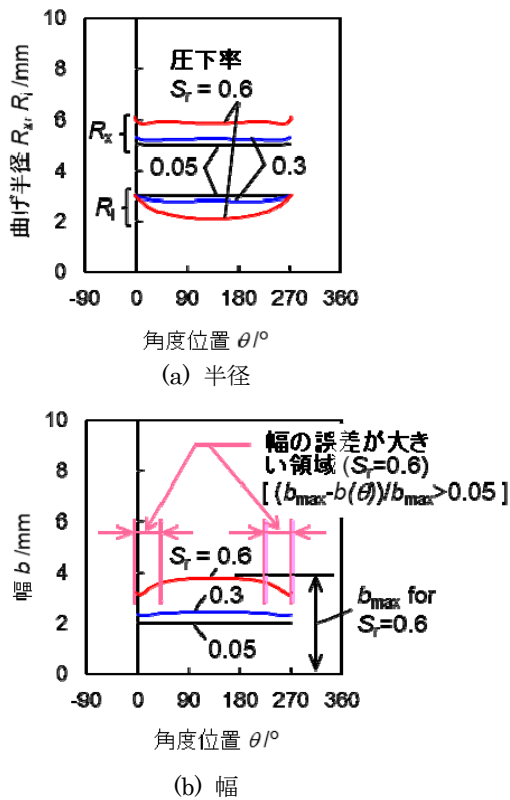 10
8
6
4
2
0
-90 0 90 180 270 360
曲げ半径 Rx, Ri /mm
圧下率
Sr = 0.6
Rx
0.05
0.3
Ri
角度位置 θ/°
(a) 半径
10
8
6
4
2
0
-90 0 90 180 270 360
幅 b /mm
幅の誤差が大き
い領域 (Sr=0.6)
[ (bmax-b(θ))/bmax>0.05 ]
Sr = 0.6
0.3
0.05
bmax for
Sr=0.6
角度位置 θ/°
(b) 幅